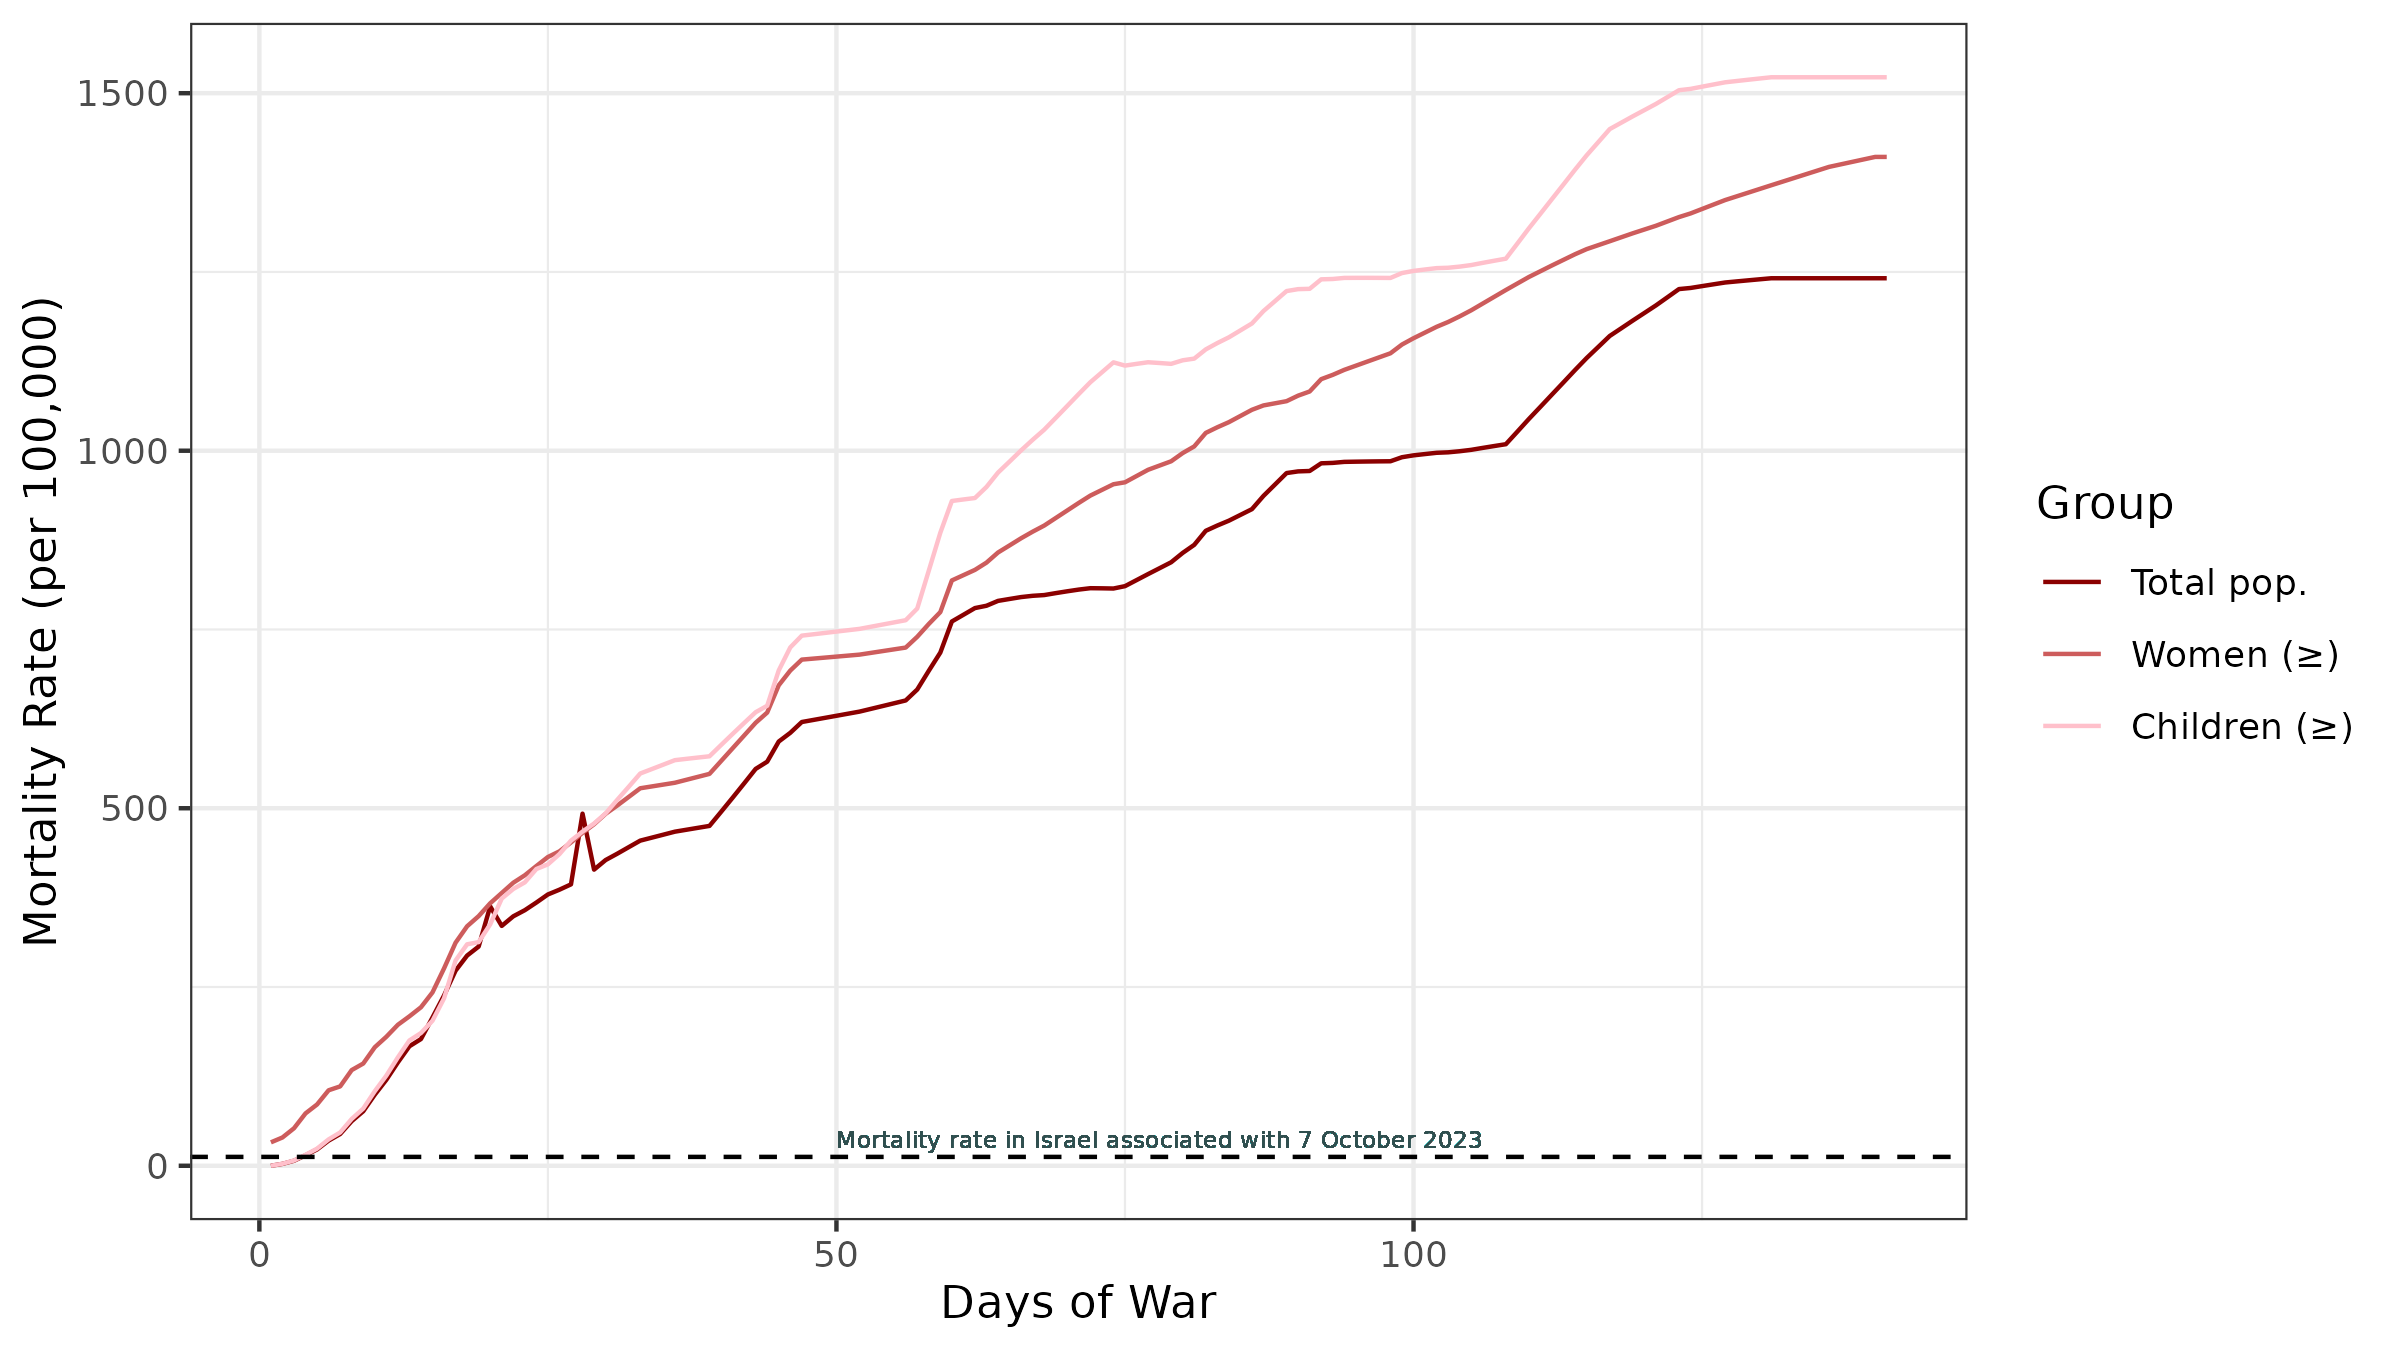 Mortality Rate (per 100,000)
1500
1000
500
0
Mortality rate in Israel associated with 7 October 2023
0 50 100
Days of War
Group
Total pop.
Women (≥)
Children (≥)